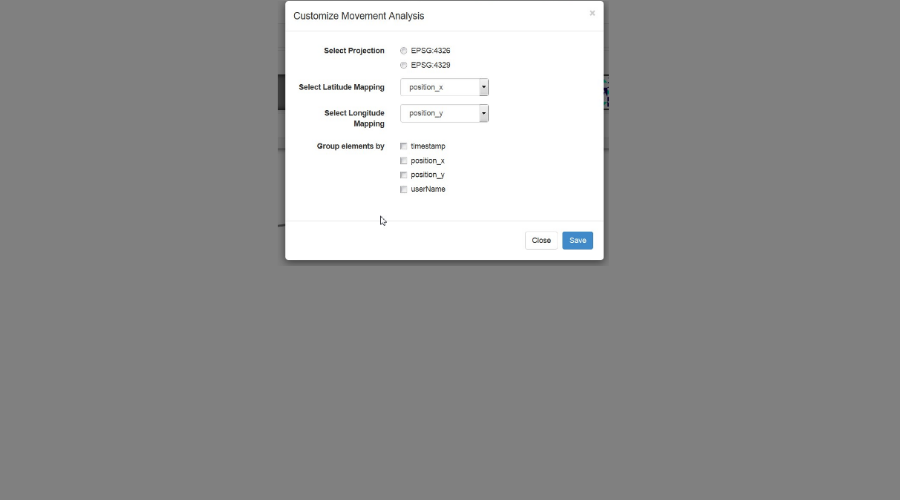 Customize Movement Analysis
×
Select Projection
EPSG:4326
EPSG:4329
Select Latitude Mapping
position_x
Select Longitude
Mapping
position_y
Group elements by
timestamp
position_x
position_y
userName
Close
Save